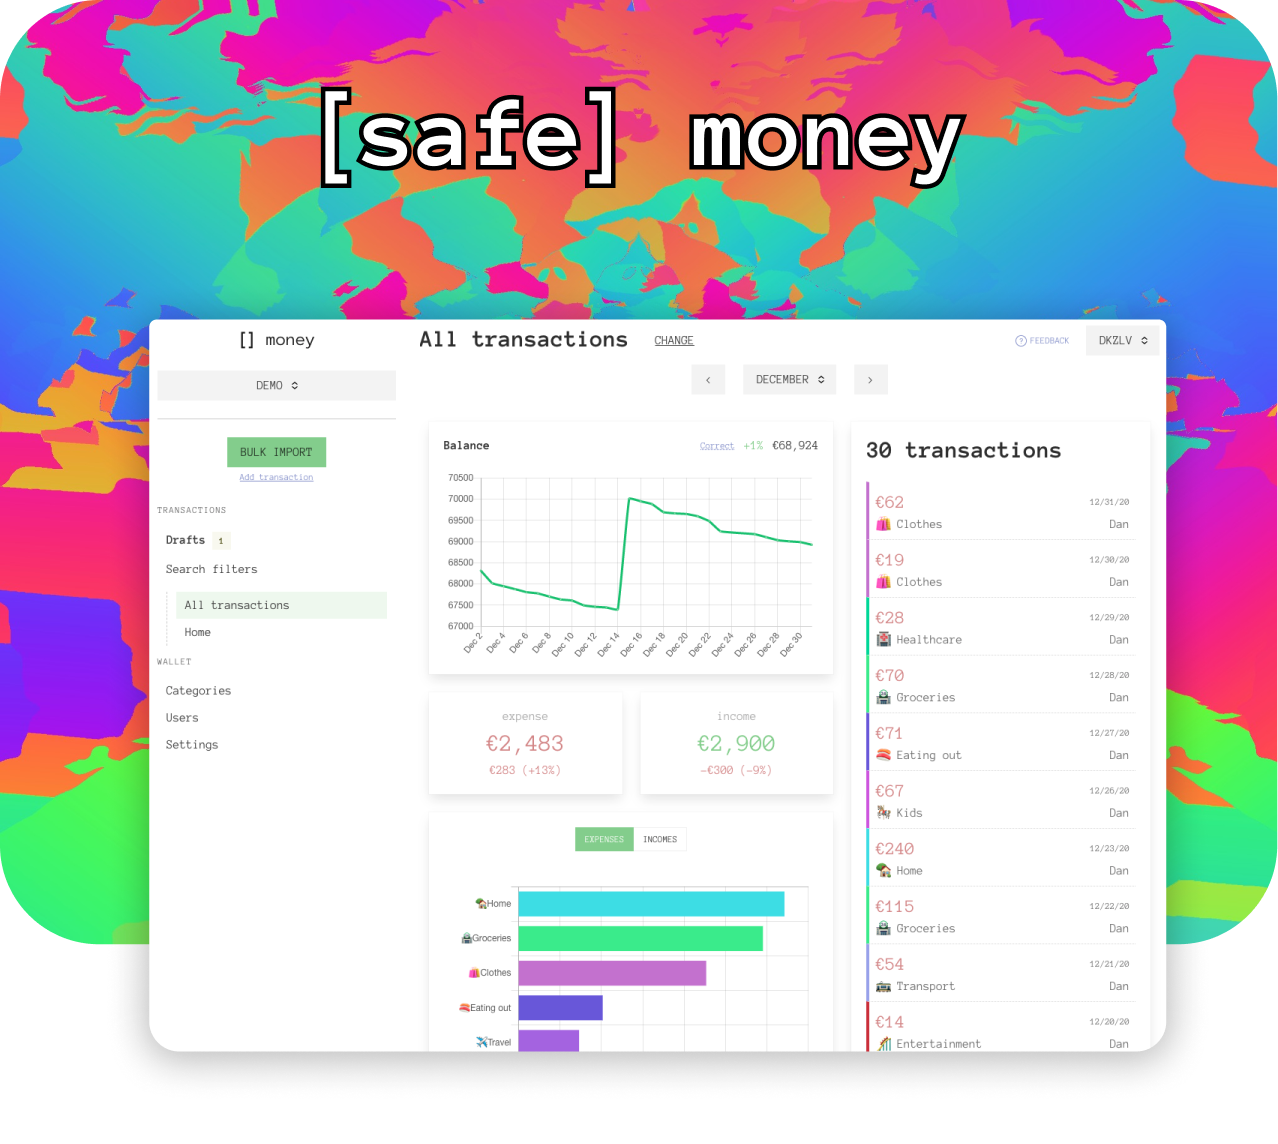 [safe] money
[] money
DEMO
BULK IMPORT
Add transaction
TRANSACTIONS
Drafts 1
Search filters
All transactions
Home
WALLET
Categories
Users
Settings
All transactions CHANGE
? FEEDBACK
DKZLV
‹ DECEMBER ›
Balance Correct +1% €68,924
70500
70000
69500
69000
68500
68000
67500
67000
Dec 2 Dec 4 Dec 6 Dec 8 Dec 10 Dec 12 Dec 14 Dec 16 Dec 18 Dec 20 Dec 22 Dec 24 Dec 26 Dec 28 Dec 30
expense
€2,483
€283 (+13%)
income
€2,900
-€300 (-9%)
EXPENSES INCOMES
Home
Groceries
Clothes
Eating out
Travel
30 transactions
€62 12/31/20
Clothes Dan
€19 12/30/20
Clothes Dan
€28 12/29/20
Healthcare Dan
€70 12/28/20
Groceries Dan
€71 12/27/20
Eating out Dan
€67 12/26/20
Kids Dan
€240 12/23/20
Home Dan
€115 12/22/20
Groceries Dan
€54 12/21/20
Transport Dan
€14 12/20/20
Entertainment Dan